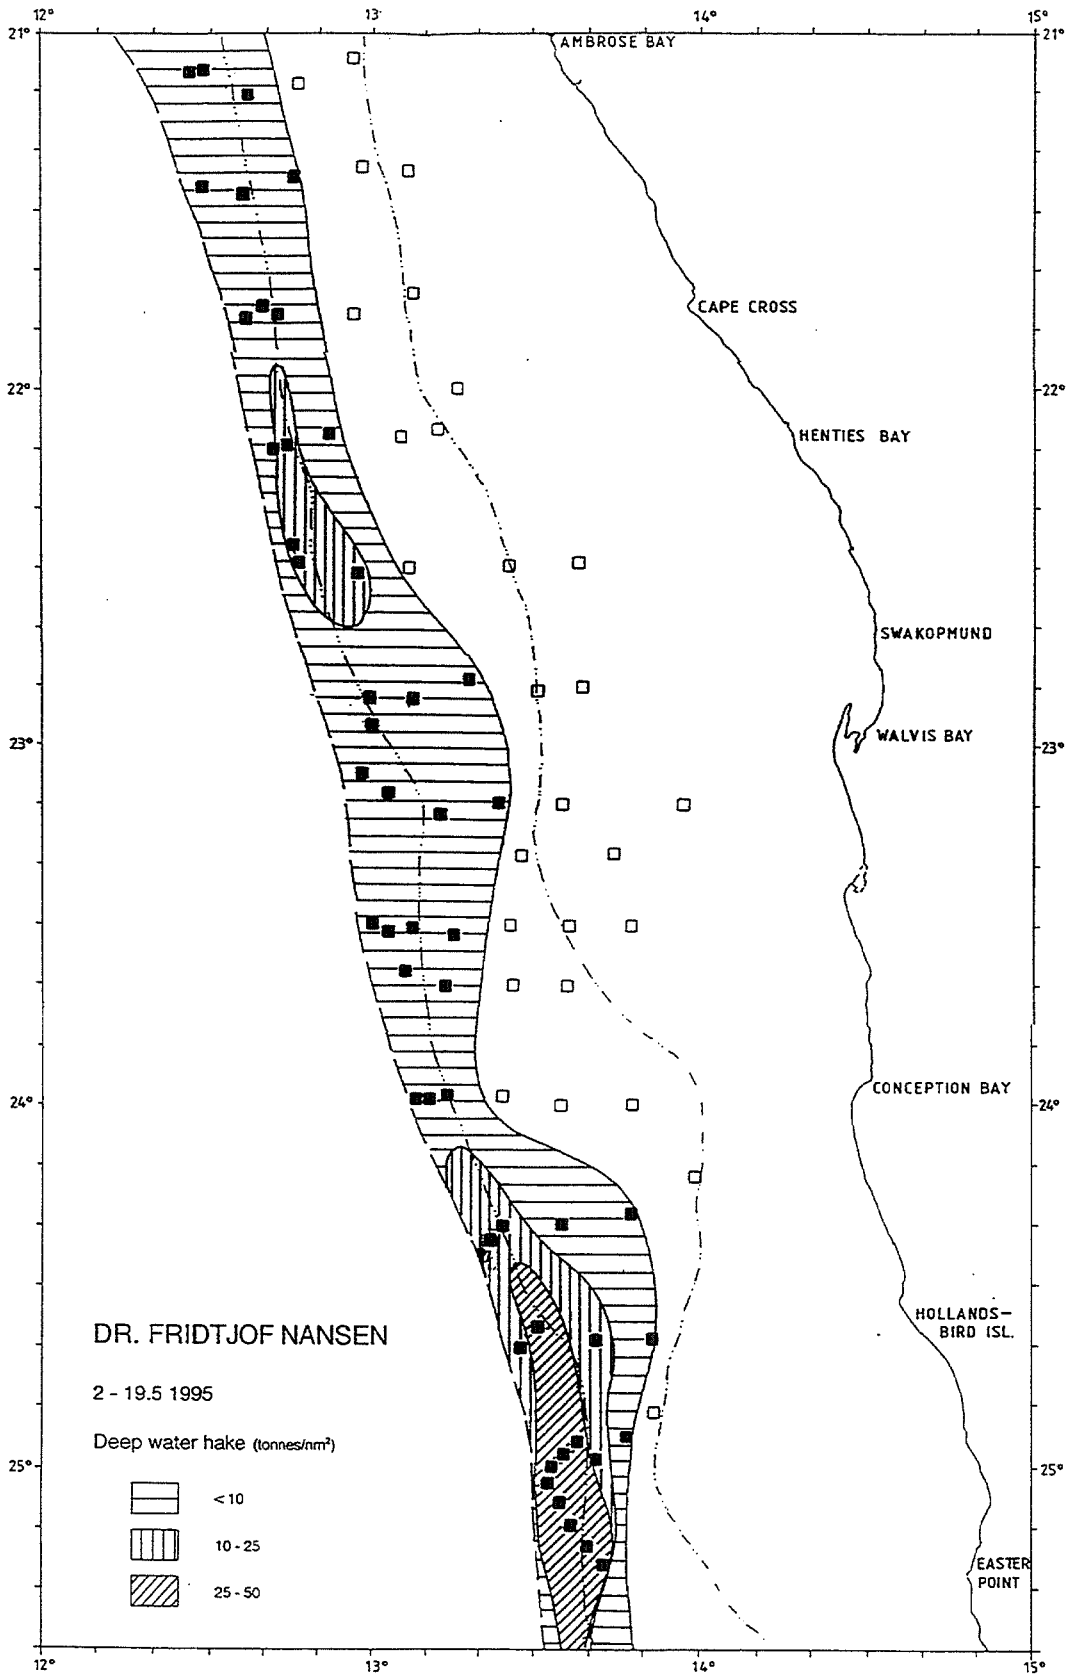 12° 13° 14° 15°
21° AMBROSE BAY 21°
CAPE CROSS
22° 22°
HENTIES BAY
SWAKOPMUND
WALVIS BAY
23° 23°
CONCEPTION BAY
24° 24°
HOLLANDS-
BIRD ISL.
DR. FRIDTJOF NANSEN
2 - 19.5 1995
Deep water hake (tonnes/nm²)
25° 25°
<10
10 - 25
EASTER
POINT
25 - 50
12° 13° 14° 15°